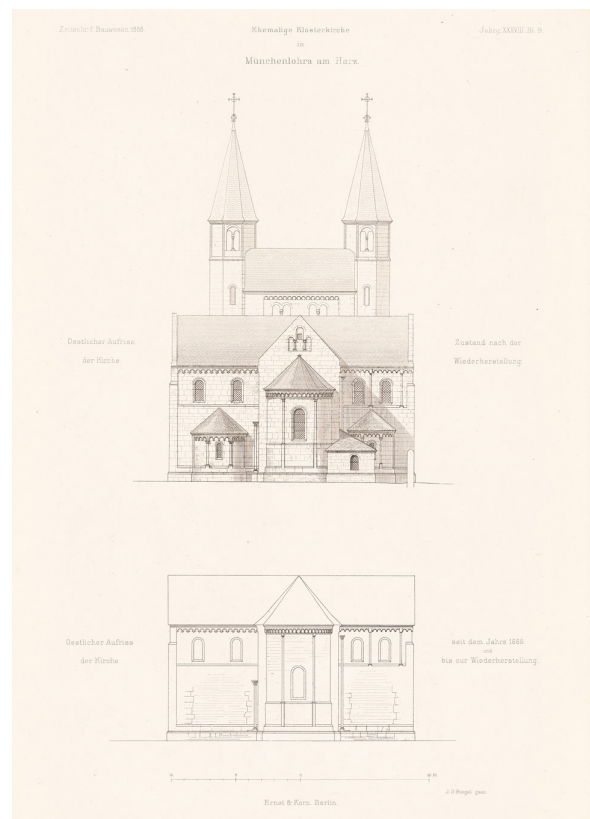 Zeitschr. f. Bauwesen 1888.
Ehemalige Klosterkirche
in
Münchenlohra am Harz.
Jahrg. XXXVIII. Bl. 9.
Oestlicher Aufriss
der Kirche.
Zustand nach der
Wiederherstellung.
Oestlicher Aufriss
der Kirche
seit dem Jahre
und
bis zur Wiederherstellung.
Ernst & Korn, Berlin.